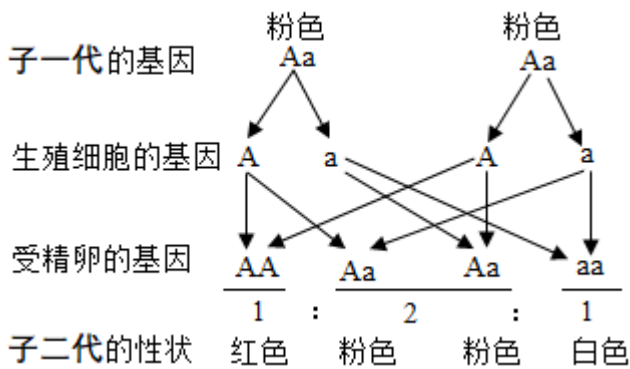 粉色 粉色
子一代的基因 Aa Aa
生殖细胞的基因 A a A a
受精卵的基因 AA Aa Aa aa
1 : 2 : 1
子二代的性状 红色 粉色 粉色 白色